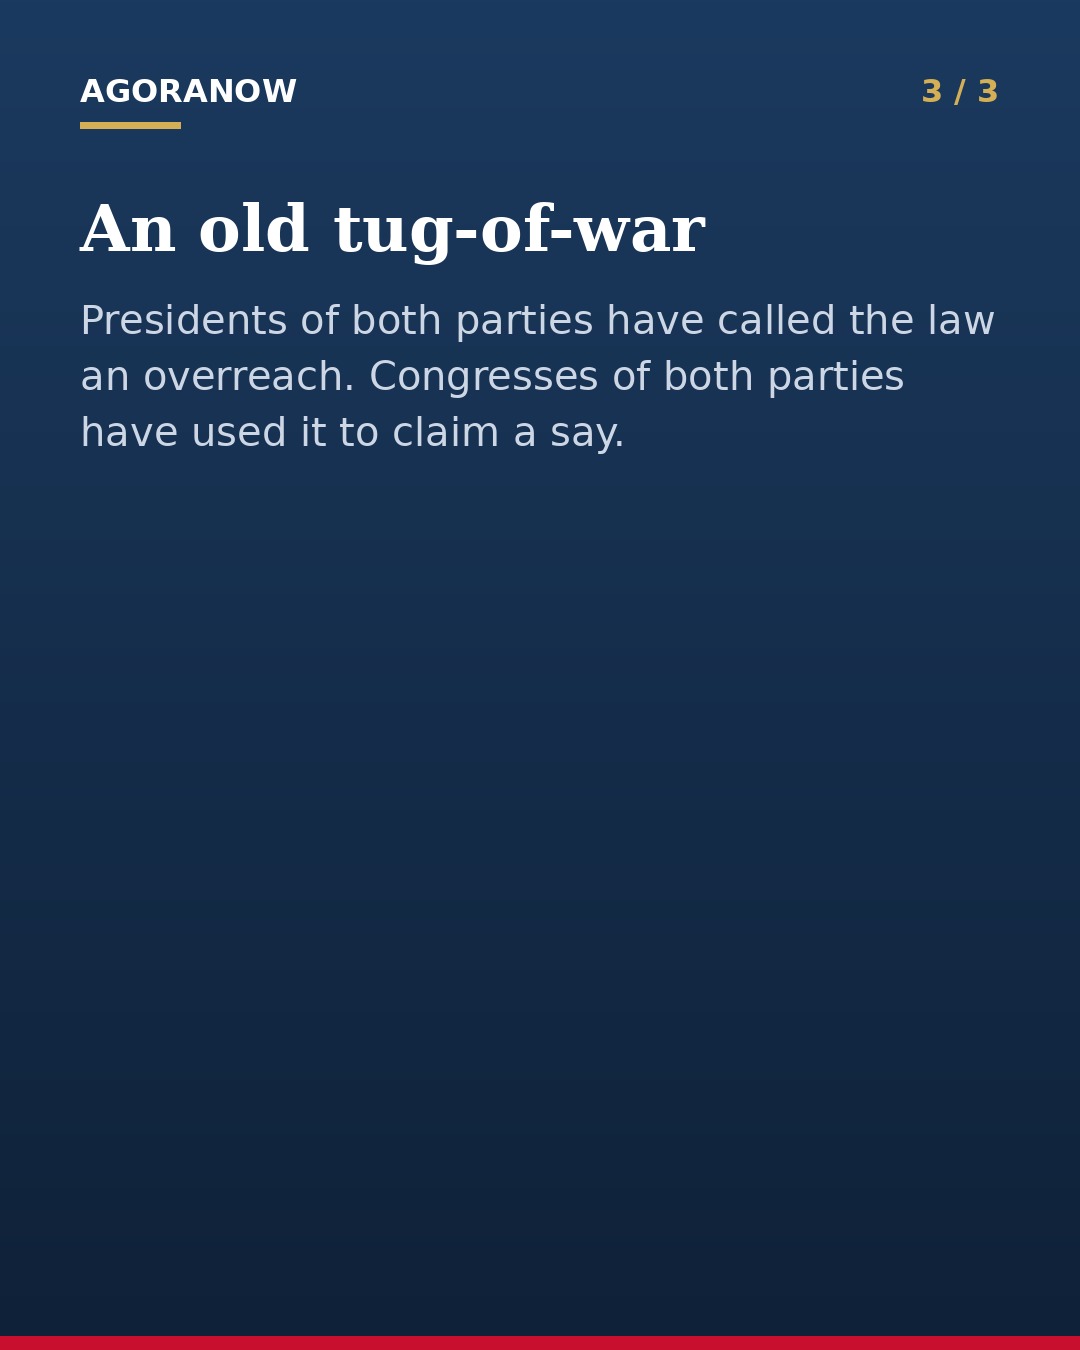 AGORANOW
3 / 3
An old tug-of-war
Presidents of both parties have called the law
an overreach. Congresses of both parties
have used it to claim a say.